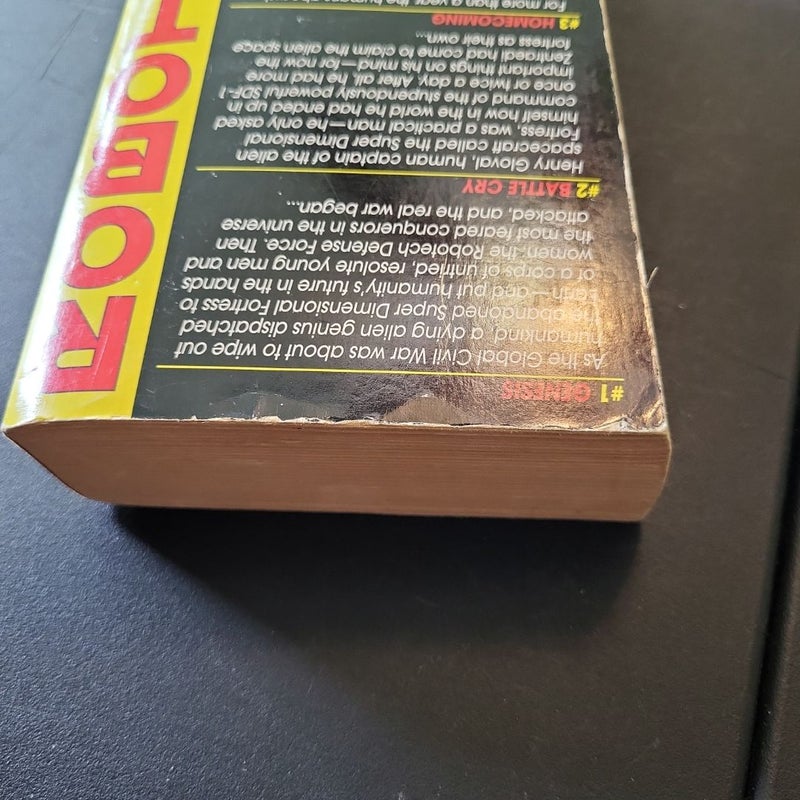 ROBOT
#1 GENESIS
As the Global Civil War was about to wipe out
humankind, a dying alien genius dispatched
the abandoned Super Dimensional Fortress to
Earth—and put humanity's future in the hands
of a corps of untried, resolute young men and
women, the Robotech Defense Force. Then
the most feared conquerors in the universe
attacked, and the real war began...
#2 BATTLE CRY
Henry Gloval, human captain of the alien
spacecraft called the Super Dimensional
Fortress, was a practical man—he only asked
himself how in the world he had ended up in
command of the stupendously powerful SDF-1
once or twice a day. After all, he had more
important things on his mind—for now the
Zentraedi had come to claim the alien space
fortress as their own...
#3 HOMECOMING
For more than a year the humans